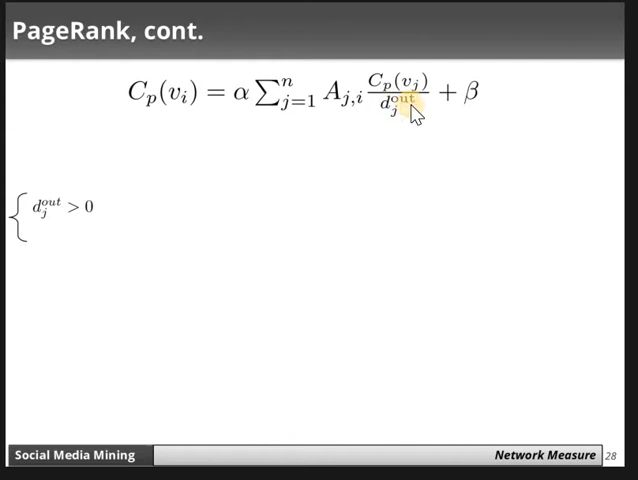 PageRank, cont.
C_p(v_i) = α ∑_{j=1}^{n} A_{j,i} \frac{C_p(v_j)}{d_j^{out}} + β
{ d_j^{out} > 0
Social Media Mining
Network Measure 28